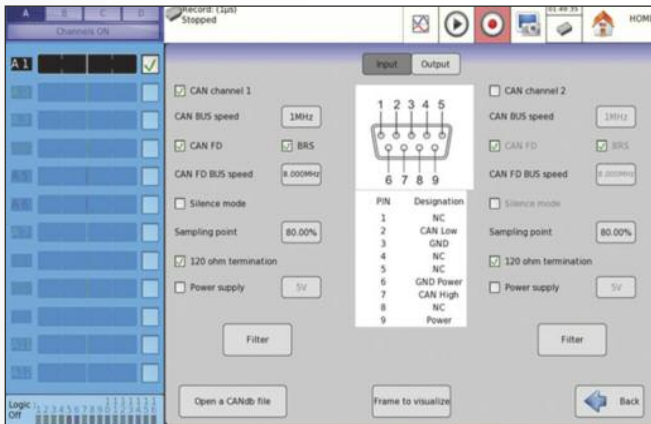 A B C D
Channels ON
Record: (1µs)
Stopped
01:49:35
HOME
A 1
Input Output
CAN channel 1
CAN BUS speed 1MHz
CAN FD BRS
CAN FD BUS speed 8.000MHz
Silence mode
Sampling point 80.00%
120 ohm termination
Power supply 5V
Filter
1 2 3 4 5
6 7 8 9
PIN Designation
1 NC
2 CAN Low
3 GND
4 NC
5 NC
6 GND Power
7 CAN High
8 NC
9 Power
CAN channel 2
CAN BUS speed 1MHz
CAN FD BRS
CAN FD BUS speed 8.000MHz
Silence mode
Sampling point 80.00%
120 ohm termination
Power supply 5V
Filter
Open a CANdb file
Frame to visualize
Back
Logic :
Off